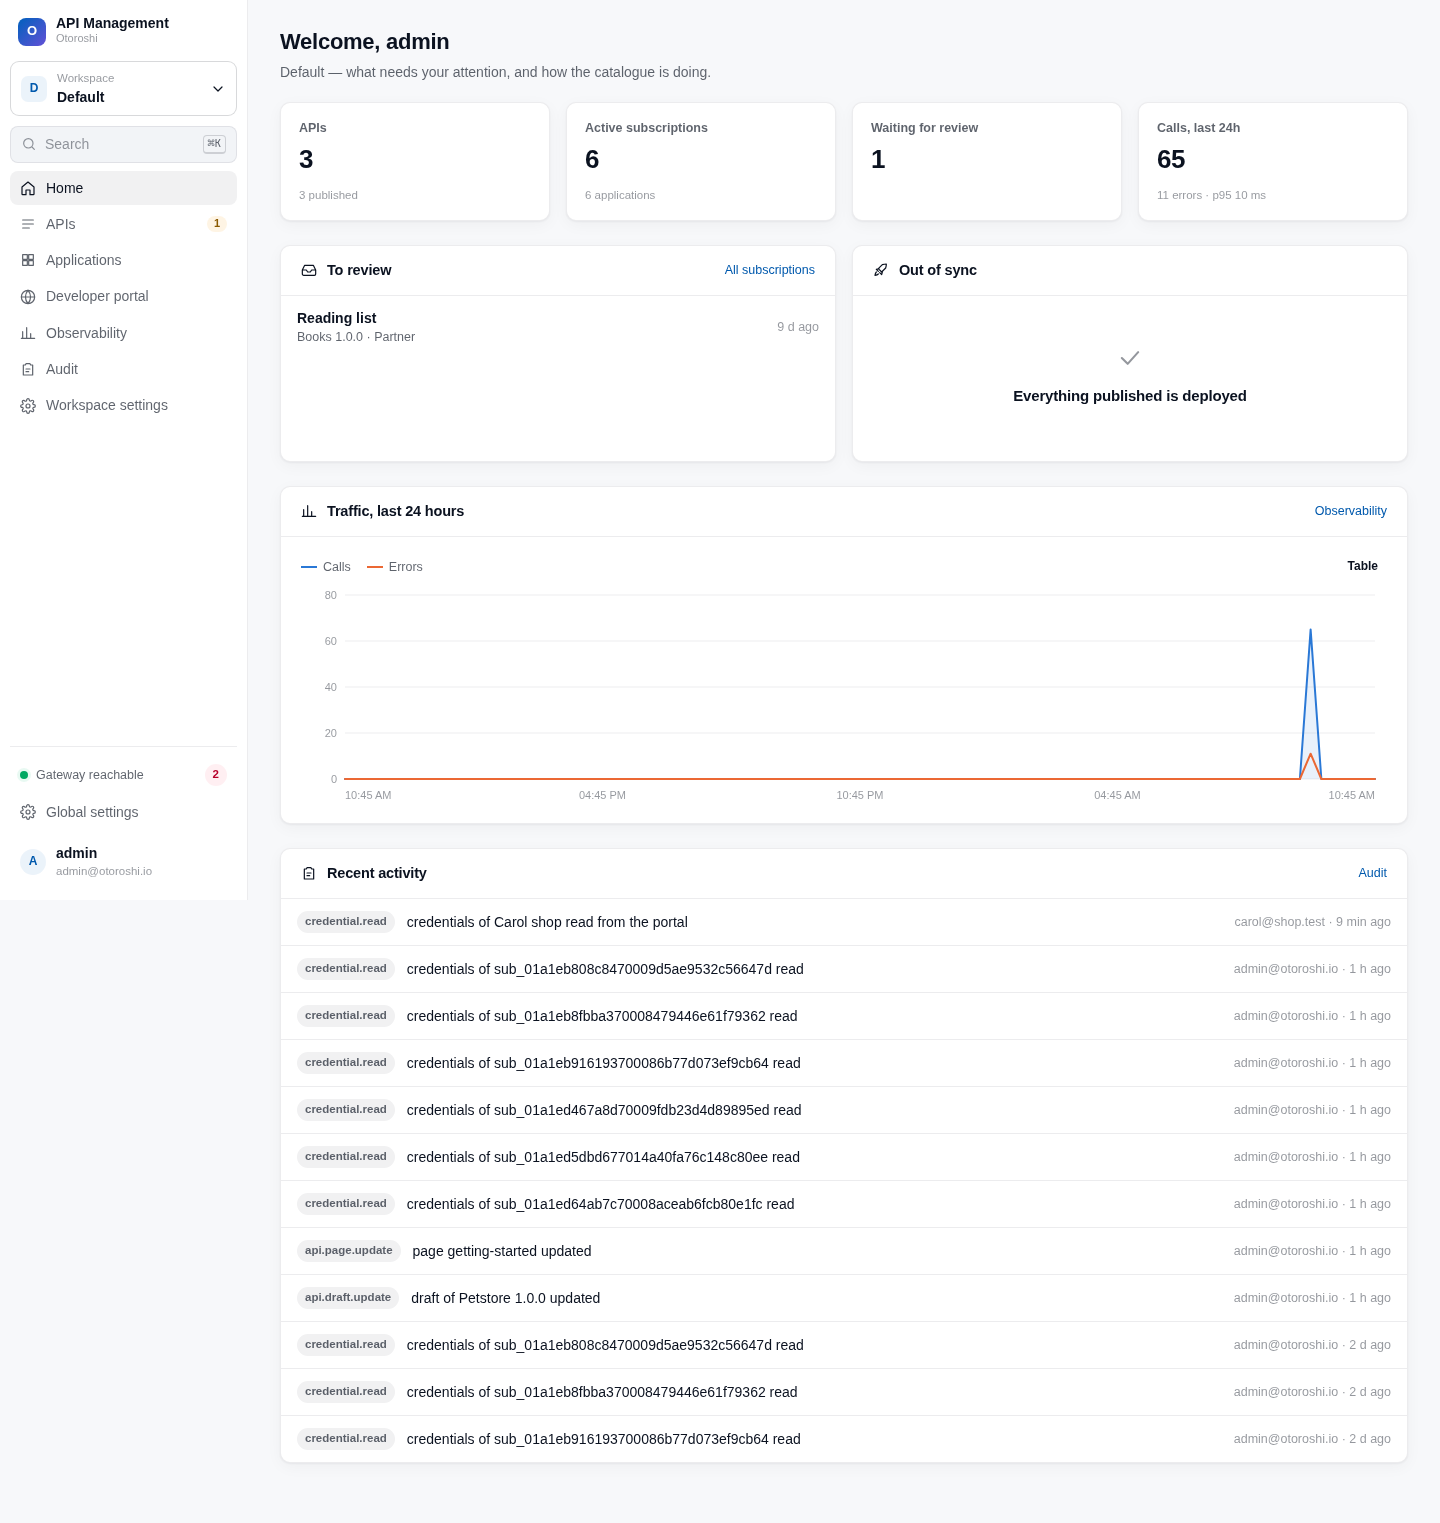 O
API Management
Otoroshi
D
Workspace
Default
Search
⌘K
Home
APIs
1
Applications
Developer portal
Observability
Audit
Workspace settings
Gateway reachable
2
Global settings
A
admin
admin@otoroshi.io
Welcome, admin
Default — what needs your attention, and how the catalogue is doing.
APIs
3
3 published
Active subscriptions
6
6 applications
Waiting for review
1
Calls, last 24h
65
11 errors · p95 10 ms
To review
All subscriptions
Reading list
Books 1.0.0 · Partner
9 d ago
Out of sync
Everything published is deployed
Traffic, last 24 hours
Observability
Calls
Errors
Table
80
60
40
20
0
10:45 AM
04:45 PM
10:45 PM
04:45 AM
10:45 AM
Recent activity
Audit
credential.read credentials of Carol shop read from the portal carol@shop.test · 9 min ago
credential.read credentials of sub_01a1eb808c8470009d5ae9532c56647d read admin@otoroshi.io · 1 h ago
credential.read credentials of sub_01a1eb8fbba370008479446e61f79362 read admin@otoroshi.io · 1 h ago
credential.read credentials of sub_01a1eb916193700086b77d073ef9cb64 read admin@otoroshi.io · 1 h ago
credential.read credentials of sub_01a1ed467a8d70009fdb23d4d89895ed read admin@otoroshi.io · 1 h ago
credential.read credentials of sub_01a1ed5dbd677014a40fa76c148c80ee read admin@otoroshi.io · 1 h ago
credential.read credentials of sub_01a1ed64ab7c70008aceab6fcb80e1fc read admin@otoroshi.io · 1 h ago
api.page.update page getting-started updated admin@otoroshi.io · 1 h ago
api.draft.update draft of Petstore 1.0.0 updated admin@otoroshi.io · 1 h ago
credential.read credentials of sub_01a1eb808c8470009d5ae9532c56647d read admin@otoroshi.io · 2 d ago
credential.read credentials of sub_01a1eb8fbba370008479446e61f79362 read admin@otoroshi.io · 2 d ago
credential.read credentials of sub_01a1eb916193700086b77d073ef9cb64 read admin@otoroshi.io · 2 d ago